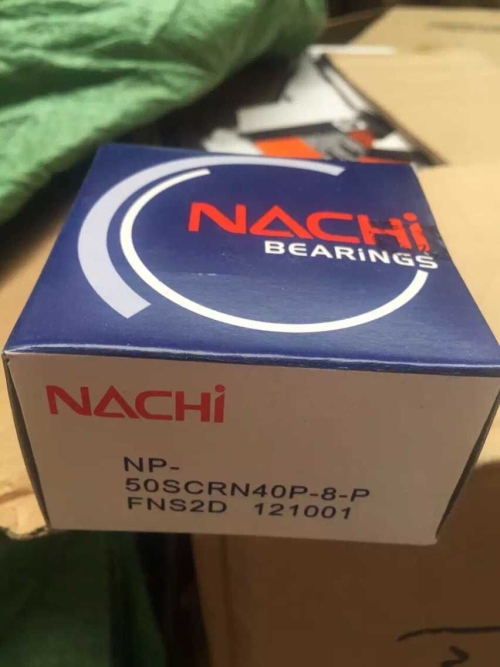 NACHi
BEARiNGS
NACHi
NP-
50SCRN40P-8-P
FNS2D 121001